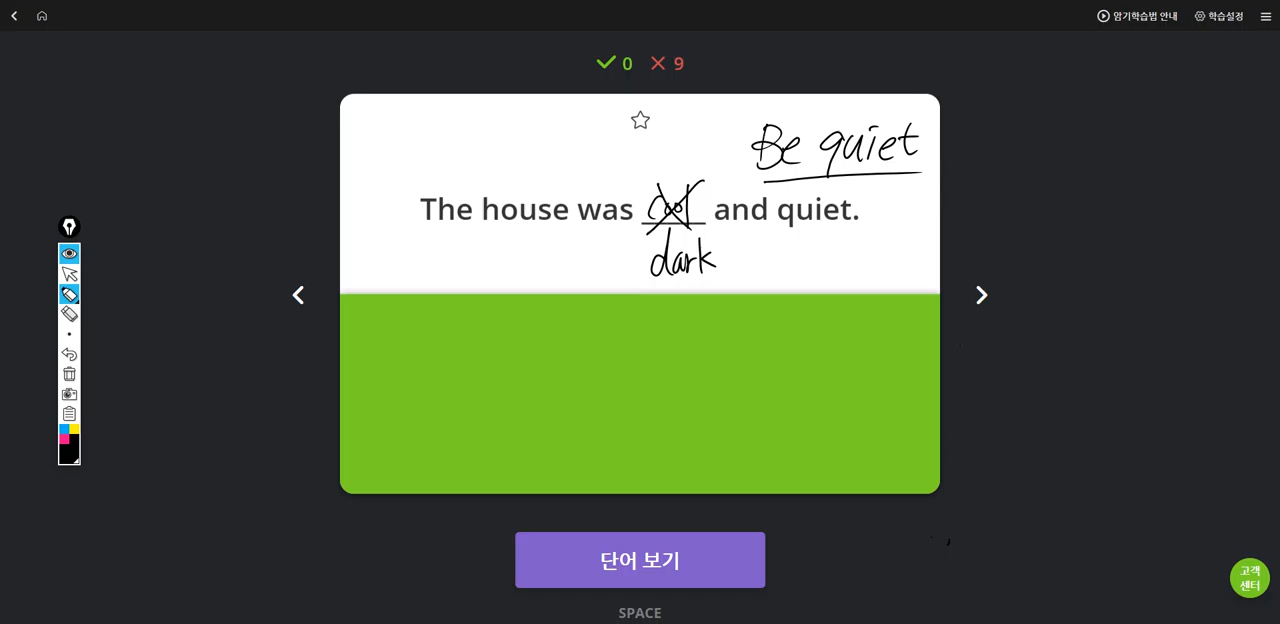 암기학습법 안내 학습설정
0 9
Be quiet
The house was cool and quiet.
dark
단어 보기
SPACE
고객
센터